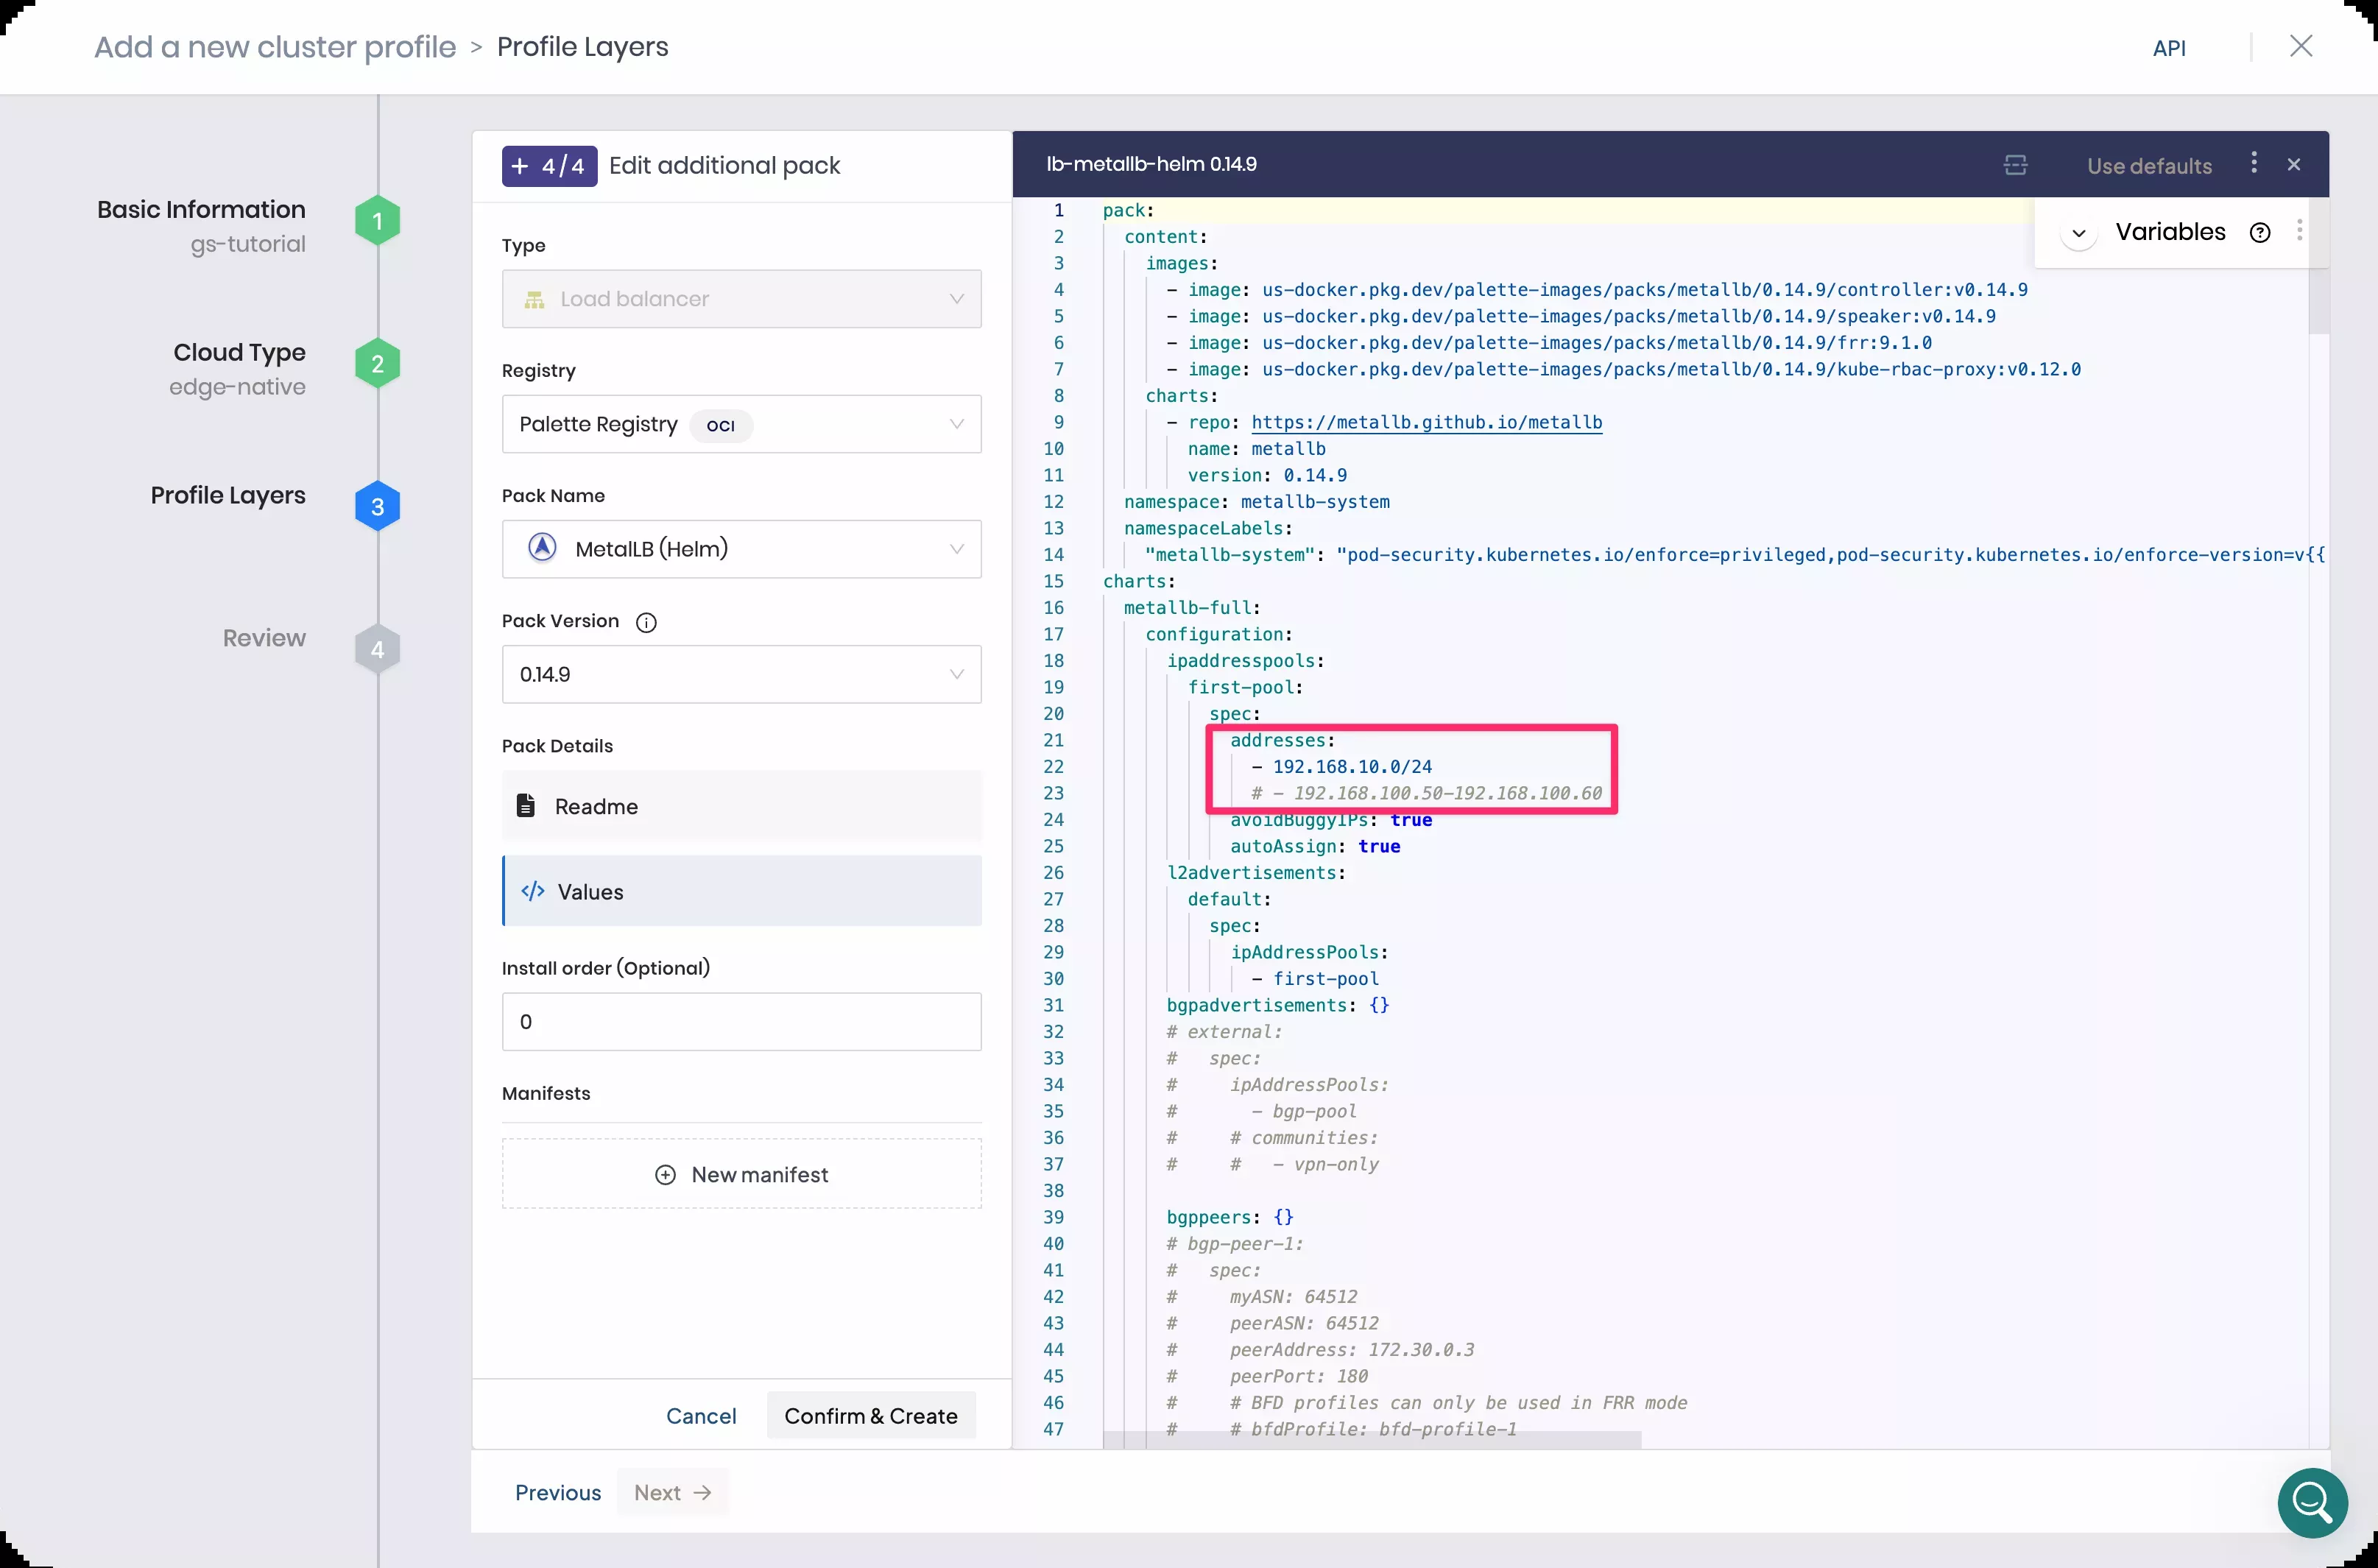 Add a new cluster profile > Profile Layers
API
Basic Information
gs-tutorial
1
Cloud Type
edge-native
2
Profile Layers
3
Review
4
+ 4/4 Edit additional pack
Type
Load balancer
Registry
Palette Registry OCI
Pack Name
MetalLB (Helm)
Pack Version
0.14.9
Pack Details
Readme
</> Values
Install order (Optional)
0
Manifests
New manifest
Cancel
Confirm & Create
Previous
Next →
lb-metallb-helm 0.14.9
Use defaults
Variables
1 pack:
2 content:
3 images:
4 - image: us-docker.pkg.dev/palette-images/packs/metallb/0.14.9/controller:v0.14.9
5 - image: us-docker.pkg.dev/palette-images/packs/metallb/0.14.9/speaker:v0.14.9
6 - image: us-docker.pkg.dev/palette-images/packs/metallb/0.14.9/frr:9.1.0
7 - image: us-docker.pkg.dev/palette-images/packs/metallb/0.14.9/kube-rbac-proxy:v0.12.0
8 charts:
9 - repo: https://metallb.github.io/metallb
10 name: metallb
11 version: 0.14.9
12 namespace: metallb-system
13 namespaceLabels:
14 "metallb-system": "pod-security.kubernetes.io/enforce=privileged,pod-security.kubernetes.io/enforce-version=v{{
15 charts:
16 metallb-full:
17 configuration:
18 ipaddresspools:
19 first-pool:
20 spec:
21 addresses:
22 - 192.168.10.0/24
23 # - 192.168.100.50-192.168.100.60
24 avoidBuggyIPs: true
25 autoAssign: true
26 l2advertisements:
27 default:
28 spec:
29 ipAddressPools:
30 - first-pool
31 bgpadvertisements: {}
32 # external:
33 # spec:
34 # ipAddressPools:
35 # - bgp-pool
36 # # communities:
37 # # - vpn-only
38
39 bgppeers: {}
40 # bgp-peer-1:
41 # spec:
42 # myASN: 64512
43 # peerASN: 64512
44 # peerAddress: 172.30.0.3
45 # peerPort: 180
46 # # BFD profiles can only be used in FRR mode
47 # # bfdProfile: bfd-profile-1